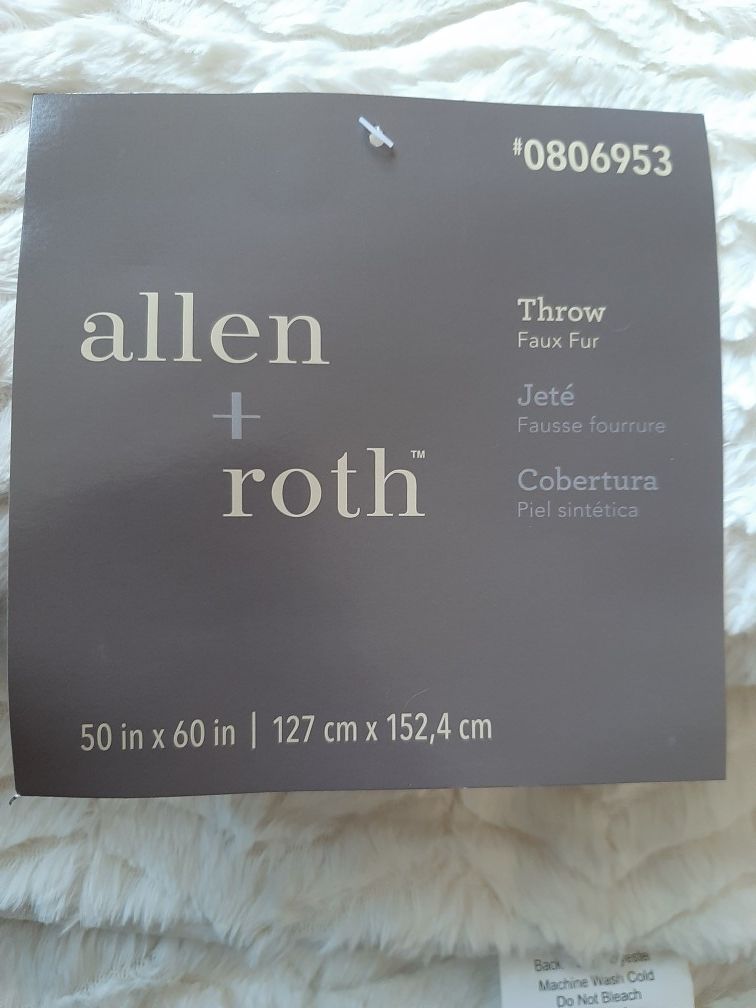 #0806953
allen
+
roth™
Throw
Faux Fur
Jeté
Fausse fourrure
Cobertura
Piel sintética
50 in x 60 in | 127 cm x 152,4 cm
Machine Wash Cold
Do Not Bleach